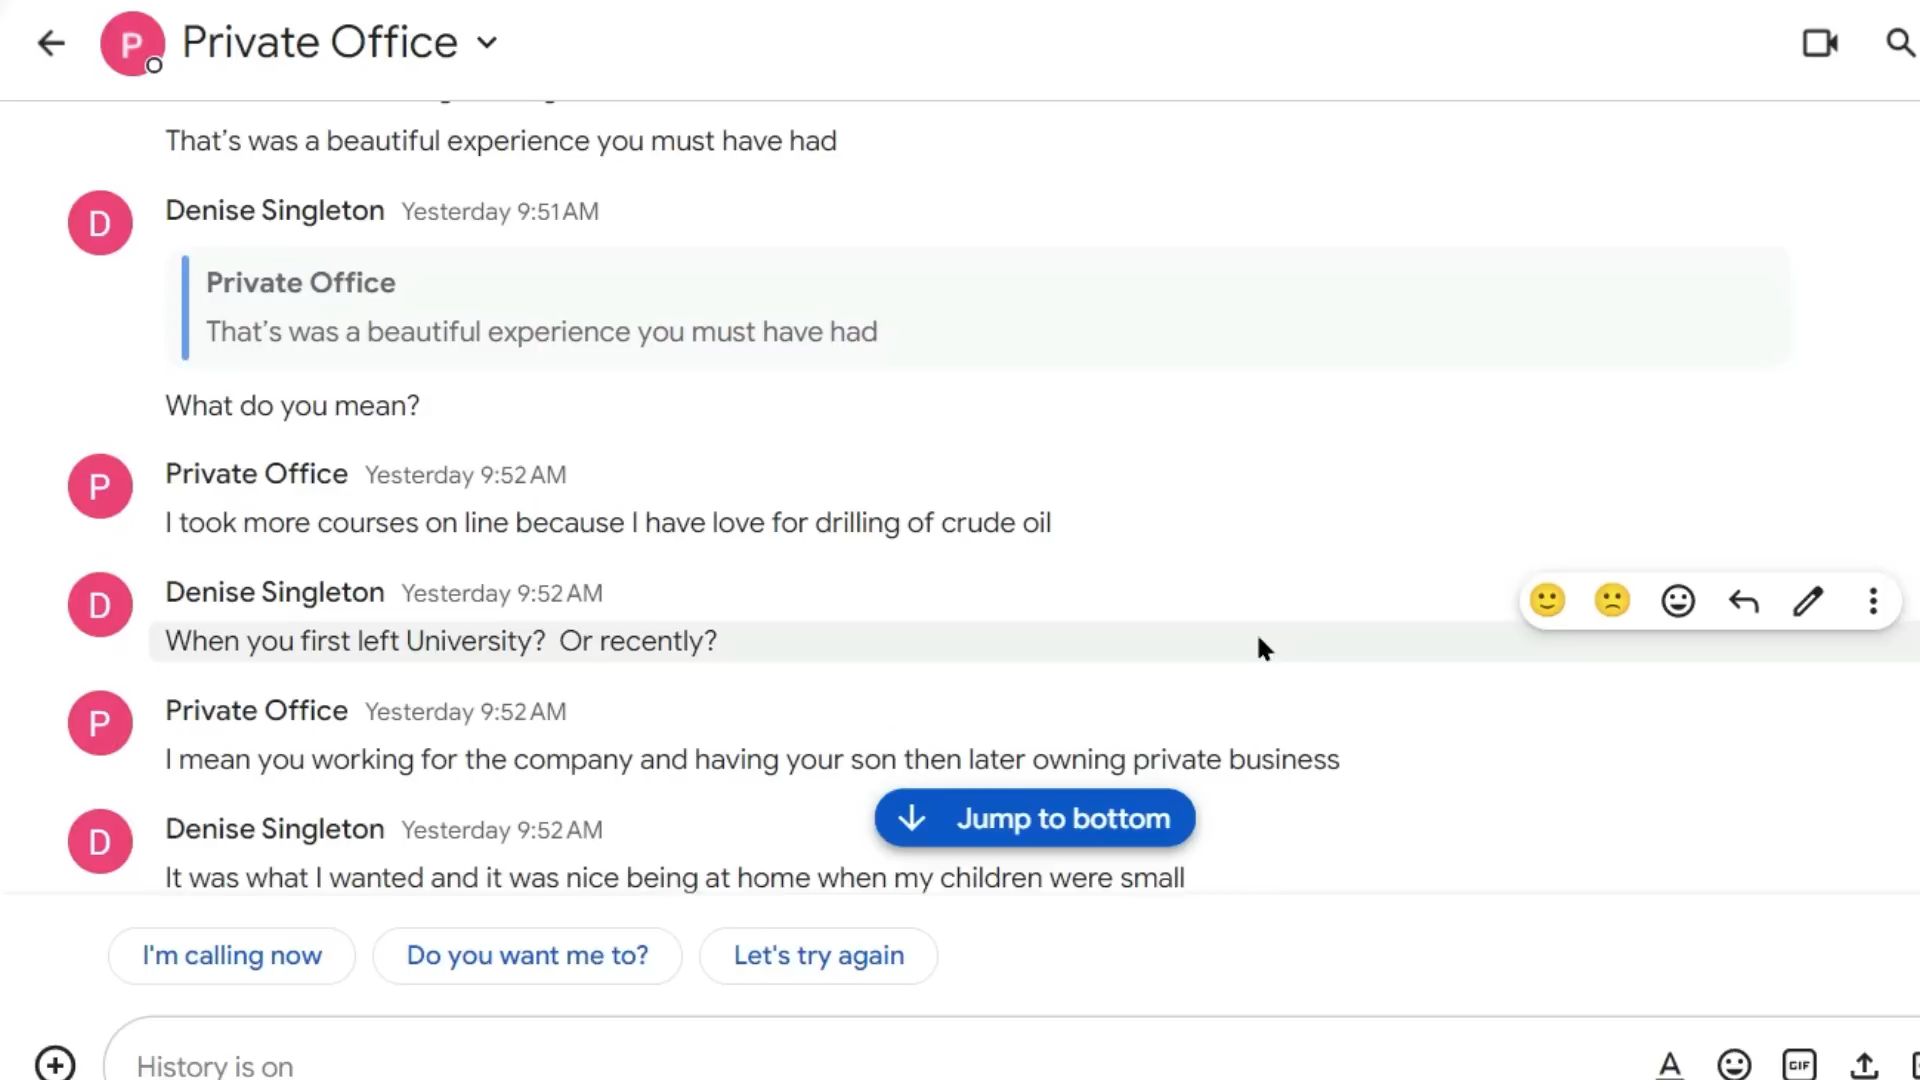 P Private Office
That’s was a beautiful experience you must have had
D Denise Singleton Yesterday 9:51 AM
Private Office
That’s was a beautiful experience you must have had
What do you mean?
P Private Office Yesterday 9:52 AM
I took more courses on line because I have love for drilling of crude oil
D Denise Singleton Yesterday 9:52 AM
When you first left University?  Or recently?
P Private Office Yesterday 9:52 AM
I mean you working for the company and having your son then later owning private business
D Denise Singleton Yesterday 9:52 AM
Jump to bottom
It was what I wanted and it was nice being at home when my children were small
I'm calling now Do you want me to? Let's try again
History is on A GIF